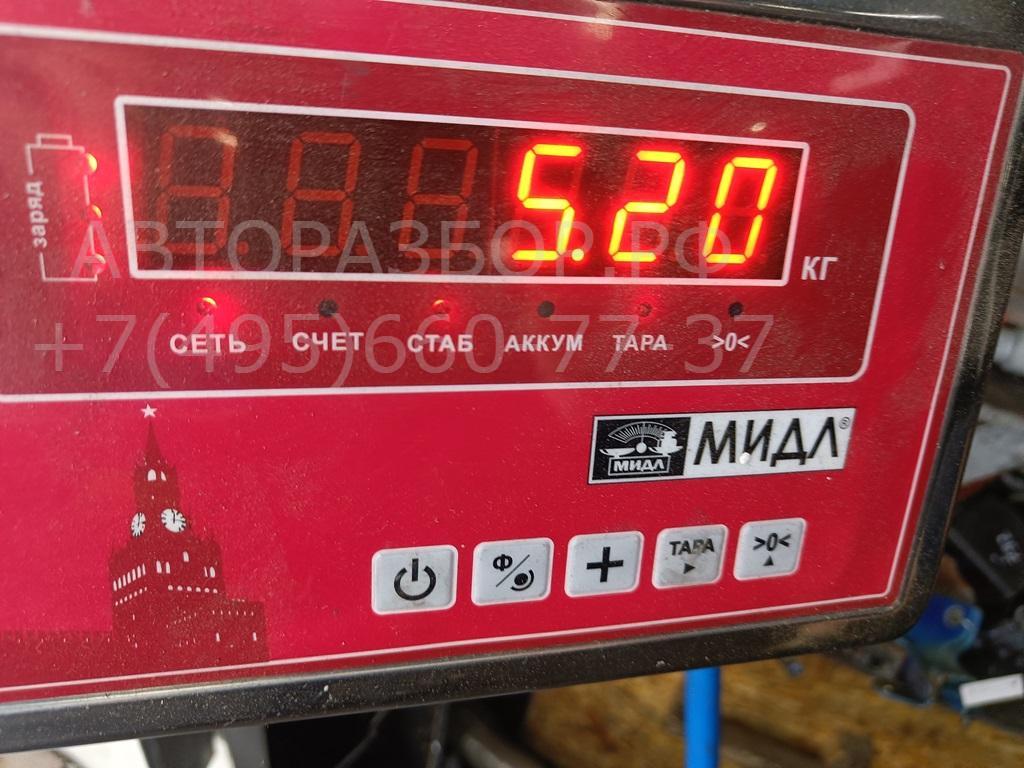 заряд
5.20
КГ
АВТОРАЗБОР.РФ
СЕТЬ СЧЕТ СТАБ АККУМ ТАРА >0<
+7(495)660-77-37
МИДЛ МИДЛ®
Ф + ТАРА >0<